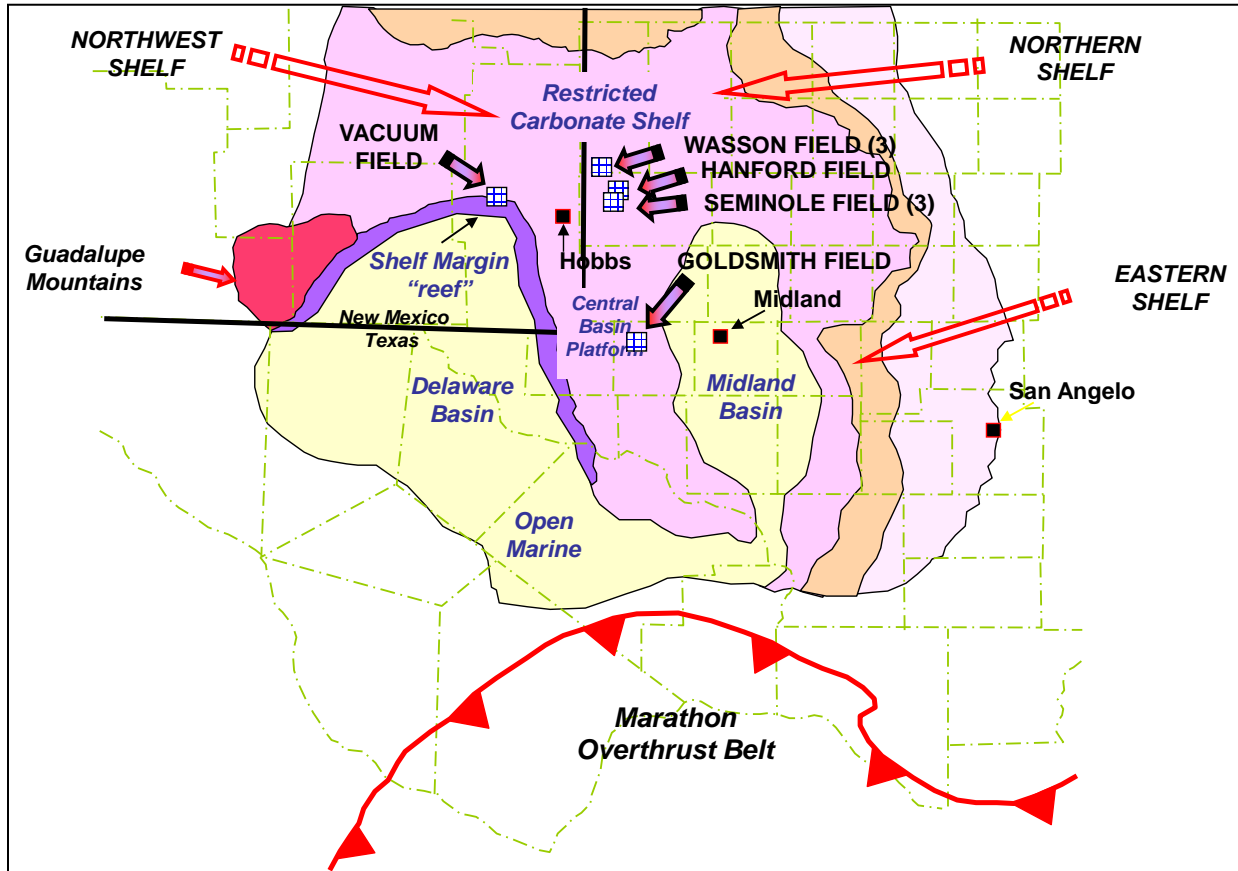 NORTHWEST
SHELF
NORTHERN
SHELF
Restricted
Carbonate Shelf
VACUUM
FIELD
WASSON FIELD (3)
HANFORD FIELD
SEMINOLE FIELD (3)
Guadalupe
Mountains
Shelf Margin
“reef”
Hobbs
GOLDSMITH FIELD
EASTERN
SHELF
Central
Basin
Platform
Midland
New Mexico
Texas
Delaware
Basin
Midland
Basin
San Angelo
Open
Marine
Marathon
Overthrust Belt